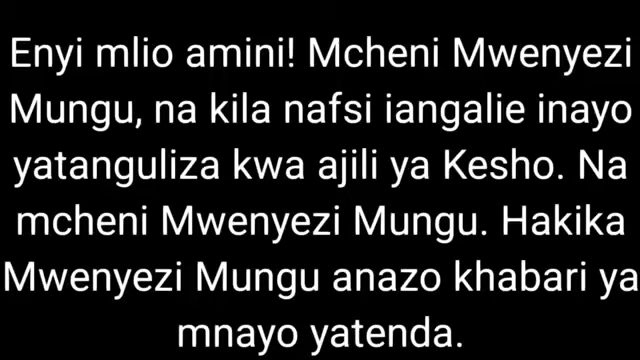 Enyi mlio amini! Mcheni Mwenyezi
Mungu, na kila nafsi iangalie inayo
yatanguliza kwa ajili ya Kesho. Na
mcheni Mwenyezi Mungu. Hakika
Mwenyezi Mungu anazo khabari ya
mnayo yatenda.